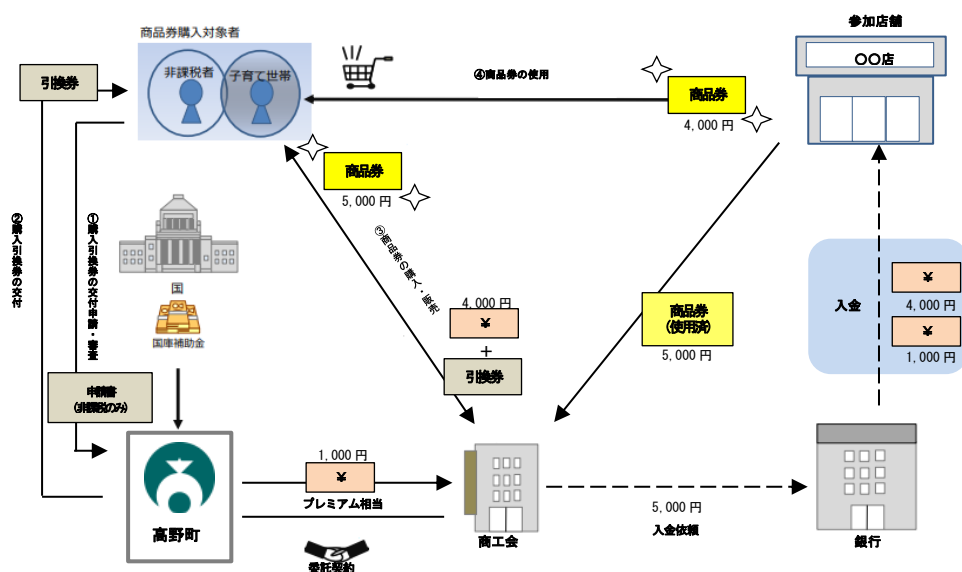 商品券購入対象者
非課税者
子育て世帯
引換券
④商品券の使用
商品券
4,000 円
参加店舗
〇〇店
商品券
5,000 円
②購入引換券の交付
①購入引換券の交付申請・審査
国
国庫補助金
③商品券の購入・販売
4,000 円
¥
+
引換券
商品券
(使用済)
5,000 円
入金
¥
4,000 円
¥
1,000 円
申請書
(非課税のみ)
高野町
1,000 円
¥
プレミアム相当
委託契約
商工会
5,000 円
入金依頼
銀行